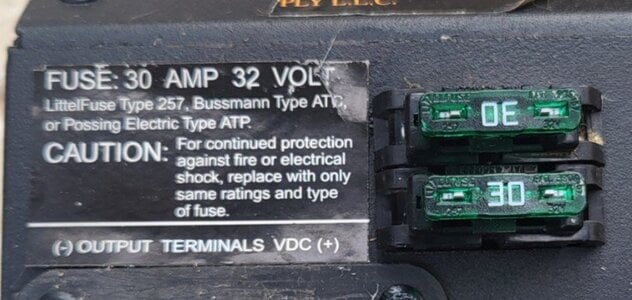 PLY L.L.C.
FUSE: 30 AMP 32 VOLT
LittelFuse Type 257, Bussmann Type ATC,
or Possing Electric Type ATP.
CAUTION: For continued protection
against fire or electrical
shock, replace with only
same ratings and type
of fuse.
(-) OUTPUT TERMINALS VDC (+)
30
30